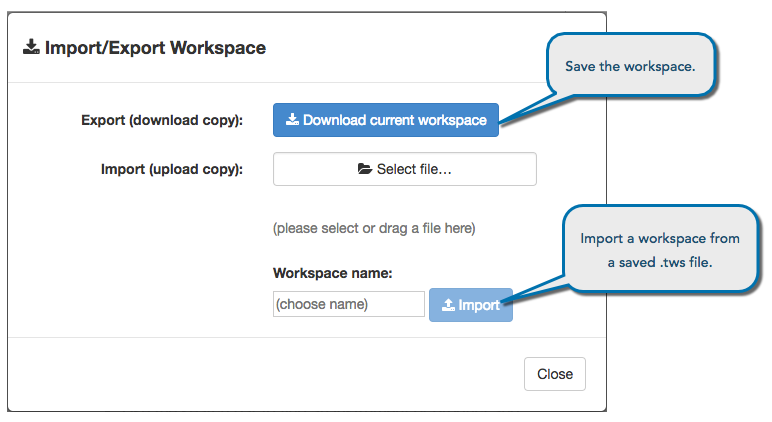 Import/Export Workspace
Save the workspace.
Export (download copy):
Download current workspace
Import (upload copy):
Select file...
(please select or drag a file here)
Import a workspace from
a saved .tws file.
Workspace name:
(choose name)
Import
Close